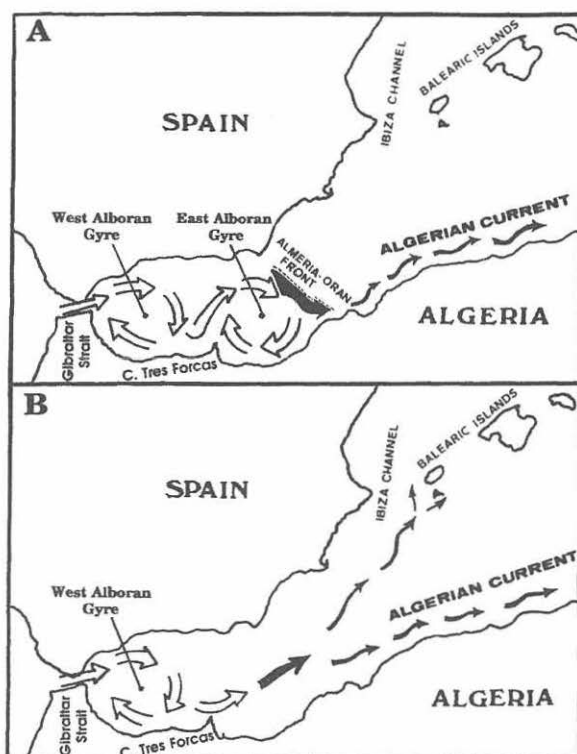 A
SPAIN
IBIZA CHANNEL
BALEARIC ISLANDS
West Alboran
Gyre
East Alboran
Gyre
ALMERIA-ORAN
FRONT
ALGERIAN CURRENT
ALGERIA
Gibraltar
Strait
C. Tres Forcas
B
SPAIN
IBIZA CHANNEL
BALEARIC ISLANDS
West Alboran
Gyre
ALGERIAN CURRENT
ALGERIA
Gibraltar
Strait
C. Tres Forcas